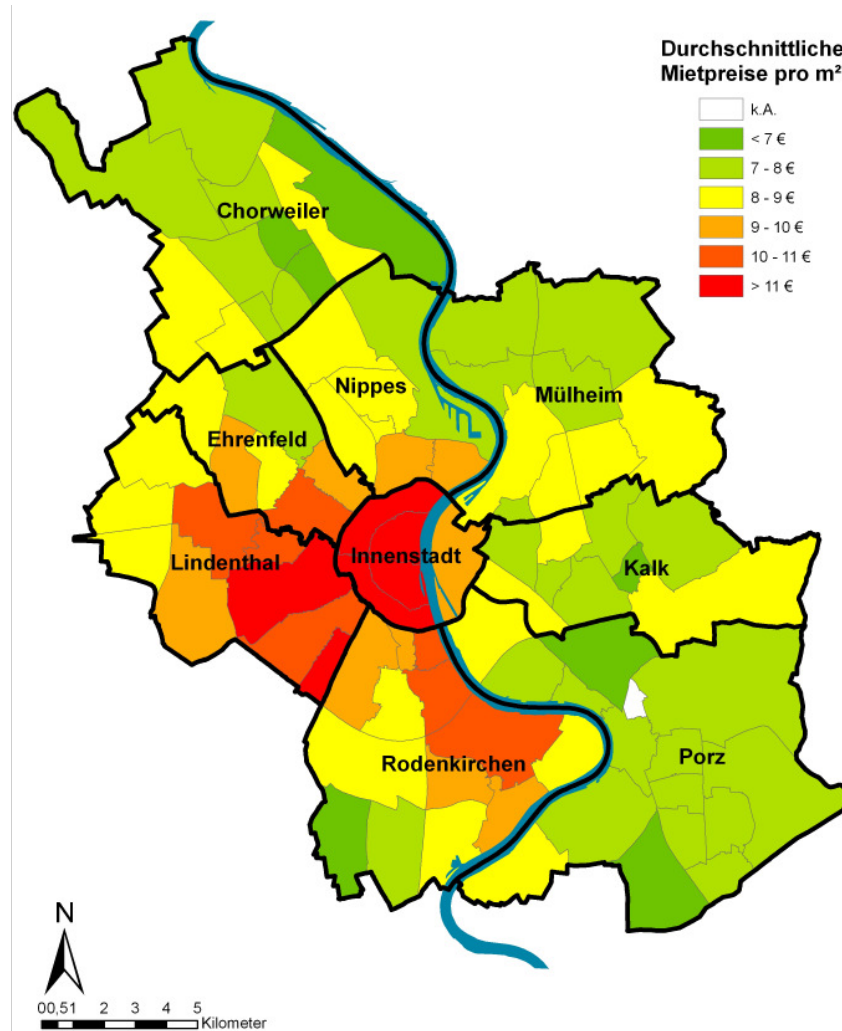 Durchschnittliche
Mietpreise pro m²
k.A.
< 7 €
7 - 8 €
8 - 9 €
9 - 10 €
10 - 11 €
> 11 €
Chorweiler
Nippes
Mülheim
Ehrenfeld
Lindenthal
Innenstadt
Kalk
Rodenkirchen
Porz
N
00,51 2 3 4 5
Kilometer